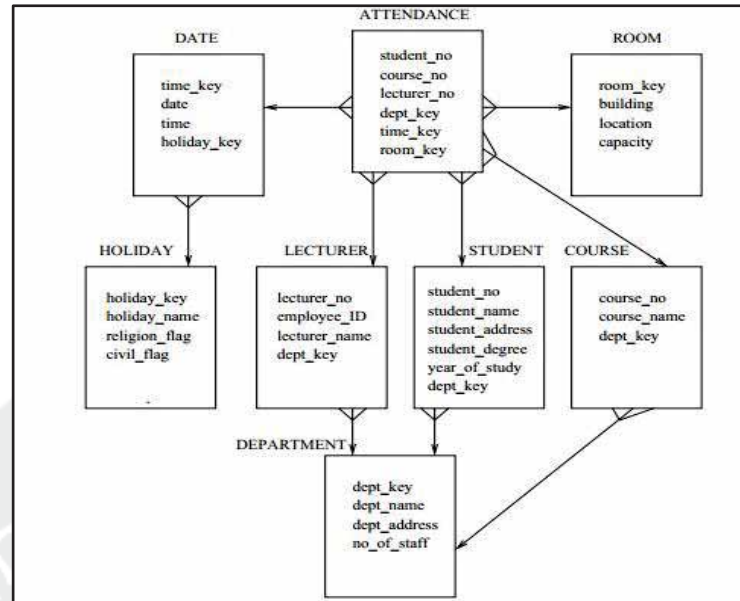 ATTENDANCE
student_no
course_no
lecturer_no
dept_key
time_key
room_key
DATE
time_key
date
time
holiday_key
ROOM
room_key
building
location
capacity
HOLIDAY
holiday_key
holiday_name
religion_flag
civil_flag
LECTURER
lecturer_no
employee_ID
lecturer_name
dept_key
STUDENT
student_no
student_name
student_address
student_degree
year_of_study
dept_key
COURSE
course_no
course_name
dept_key
DEPARTMENT
dept_key
dept_name
dept_address
no_of_staff